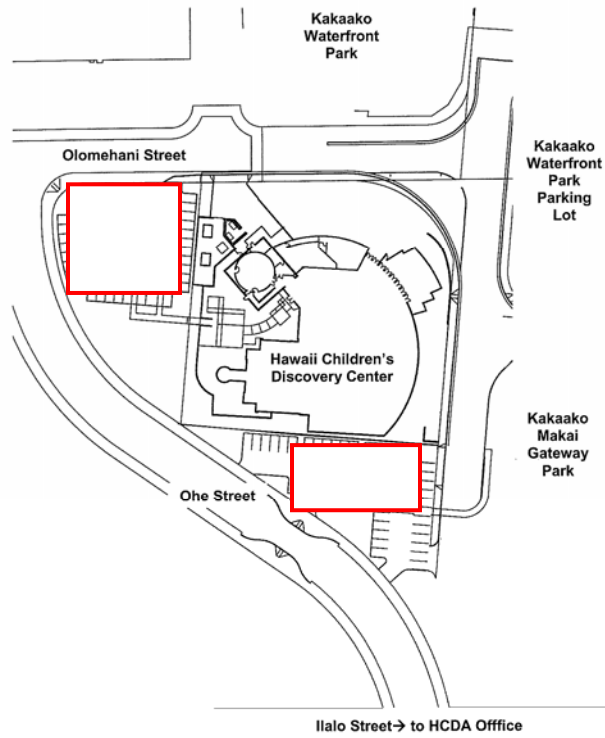 Kakaako
Waterfront
Park
Olomehani Street
Kakaako
Waterfront
Park
Parking
Lot
Hawaii Children's
Discovery Center
Kakaako
Makai
Gateway
Park
Ohe Street
Ilalo Street→ to HCDA Offfice